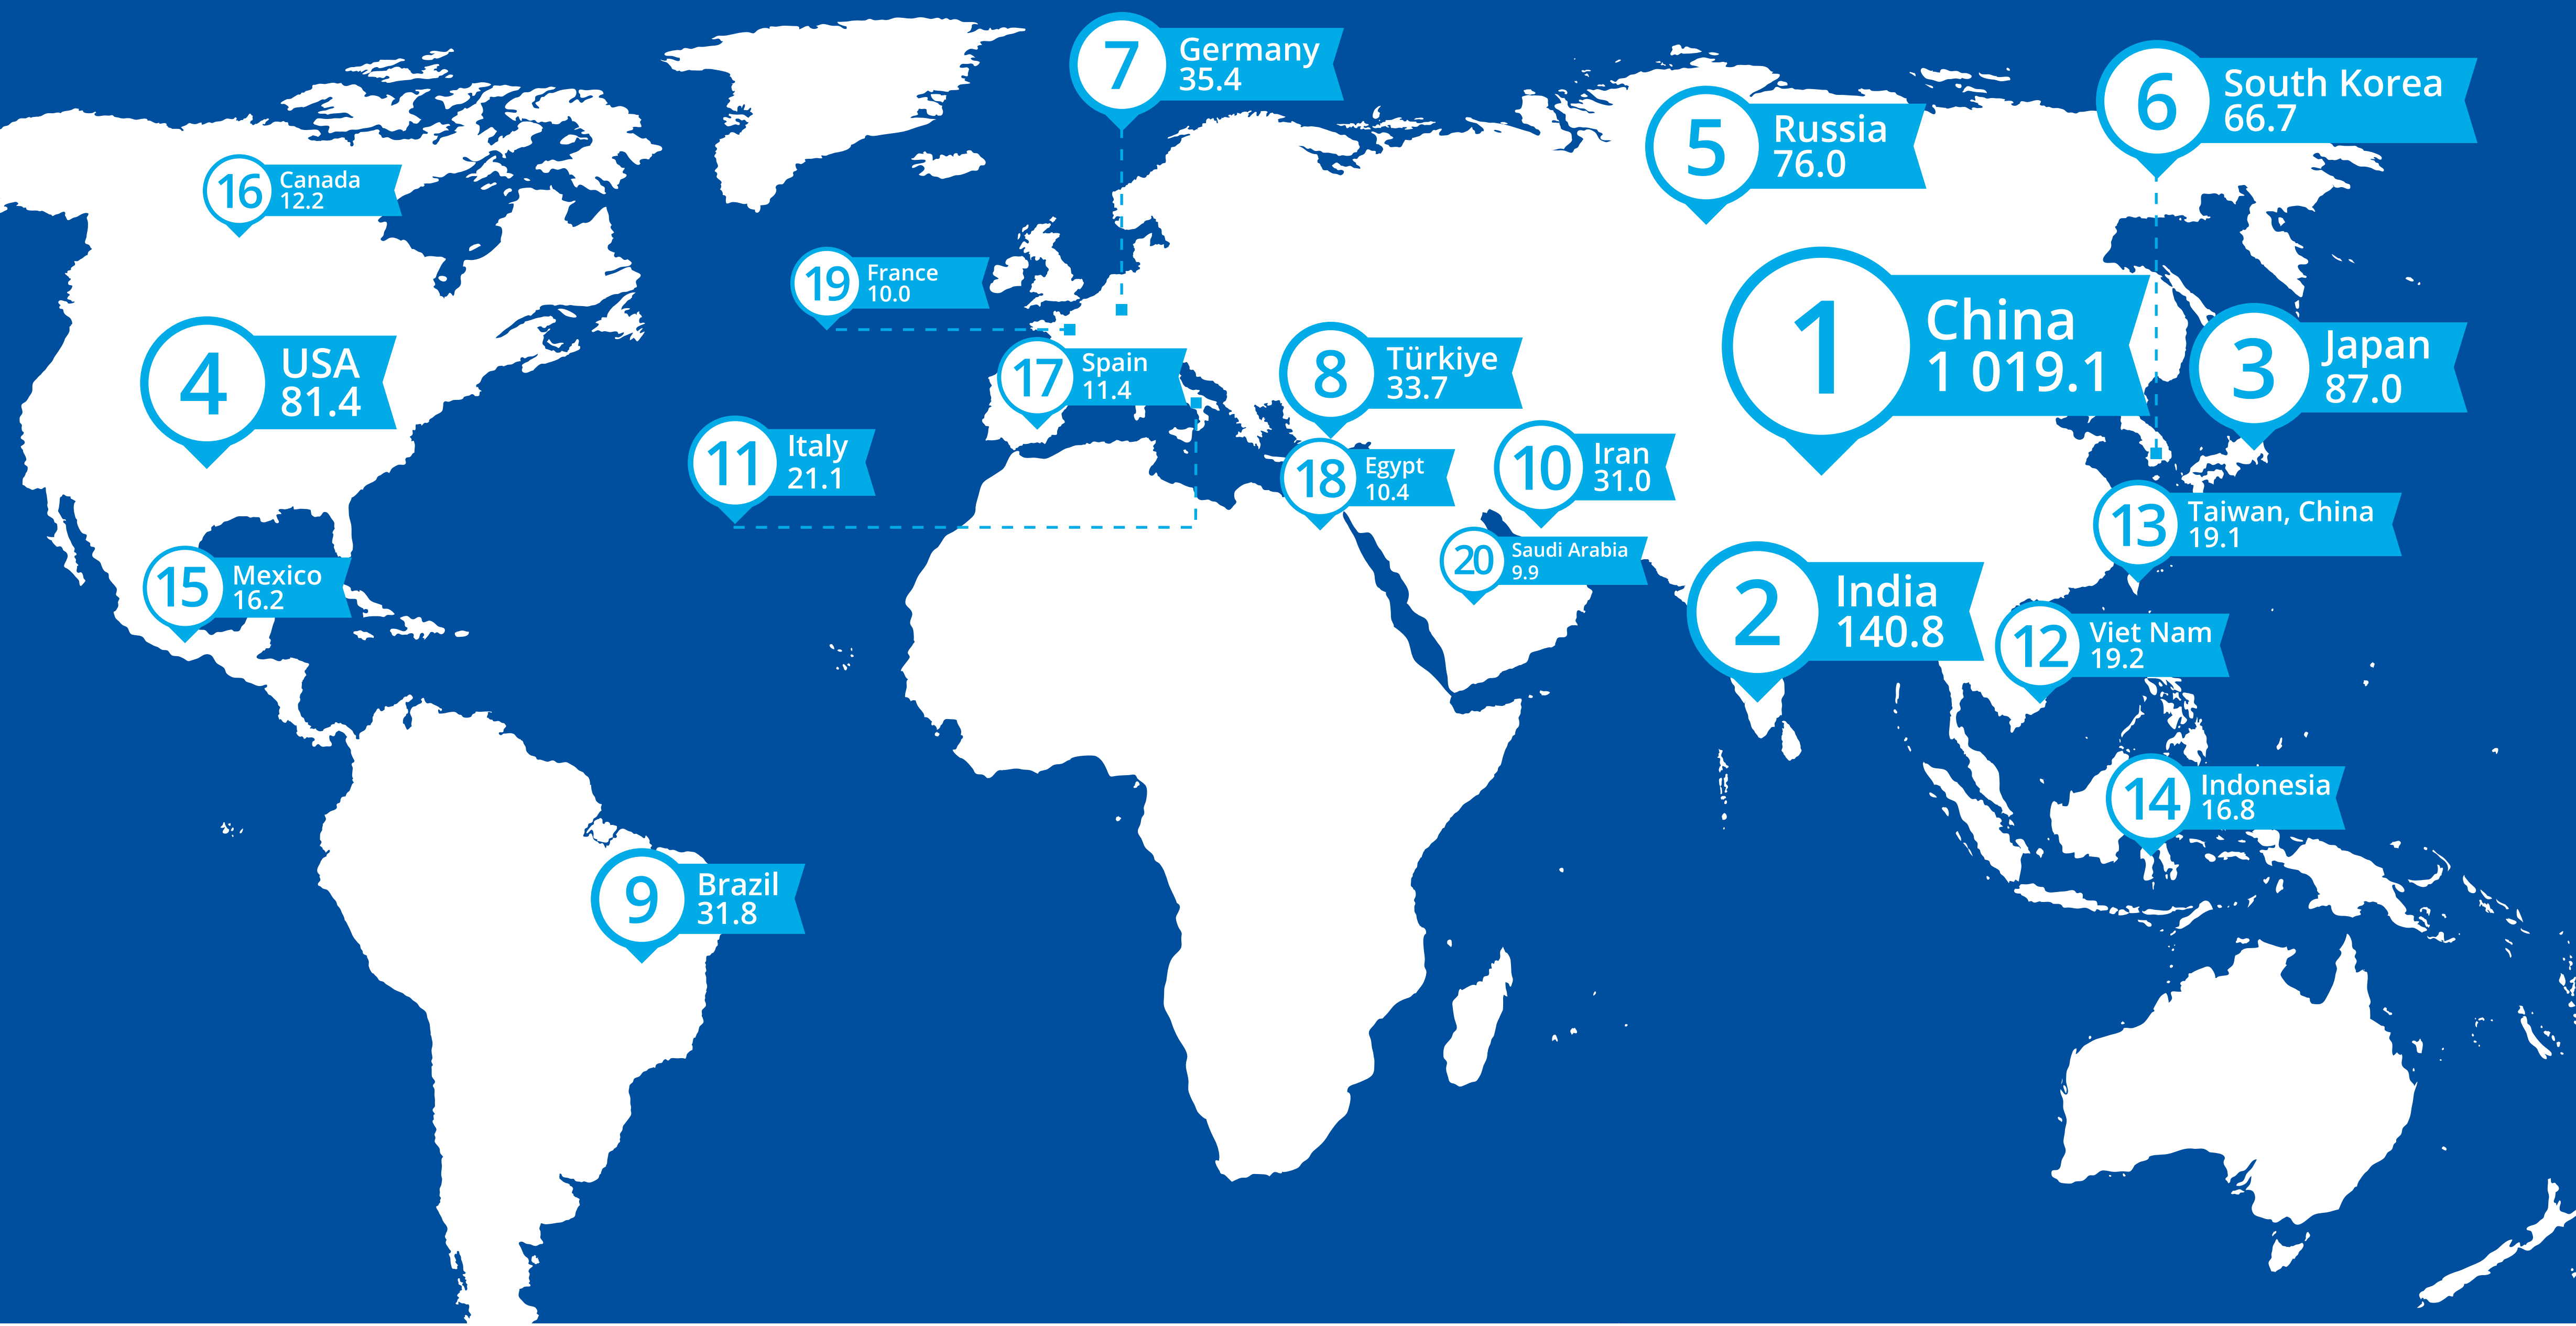 7
Germany
35.4
6
South Korea
66.7
5
Russia
76.0
16
Canada
12.2
19
France
10.0
1
China
1 019.1
3
Japan
87.0
4
USA
81.4
17
Spain
11.4
8
Türkiye
33.7
11
Italy
21.1
18
Egypt
10.4
10
Iran
31.0
13
Taiwan, China
19.1
20
Saudi Arabia
9.9
15
Mexico
16.2
2
India
140.8
12
Viet Nam
19.2
14
Indonesia
16.8
9
Brazil
31.8